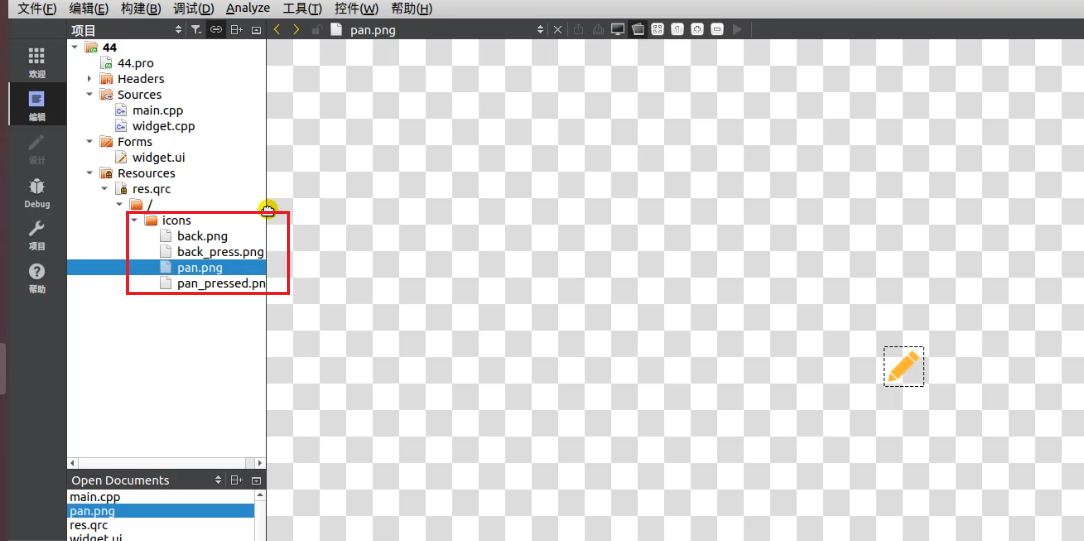 文件(F) 编辑(E) 构建(B) 调试(D) Analyze 工具(T) 控件(W) 帮助(H)
项目
pan.png
欢迎
编辑
设计
Debug
项目
帮助
44
44.pro
Headers
Sources
main.cpp
widget.cpp
Forms
widget.ui
Resources
res.qrc
/
icons
back.png
back_press.png
pan.png
pan_pressed.pn
Open Documents
main.cpp
pan.png
res.qrc
widget.ui